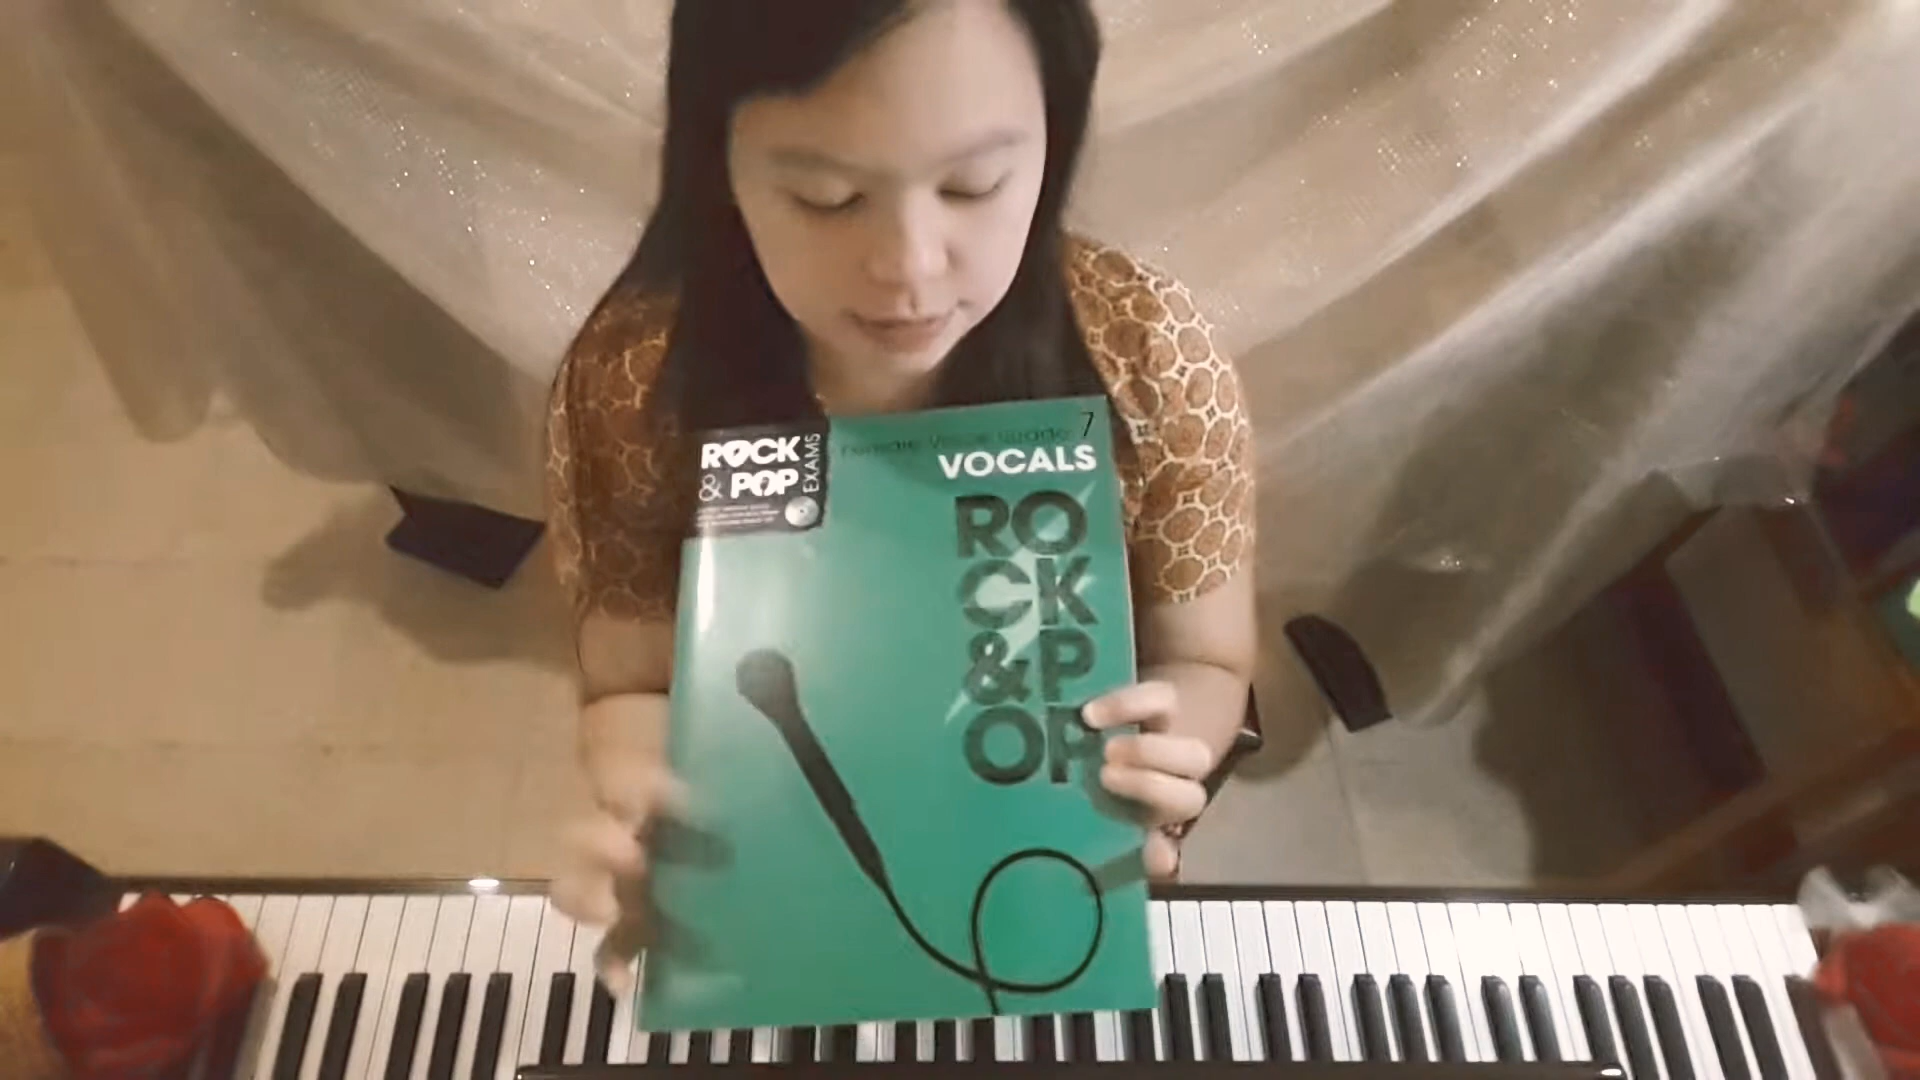 ROCK
& POP
EXAMS
Female Voice Grade 7
VOCALS
RO
CK
&P
OP